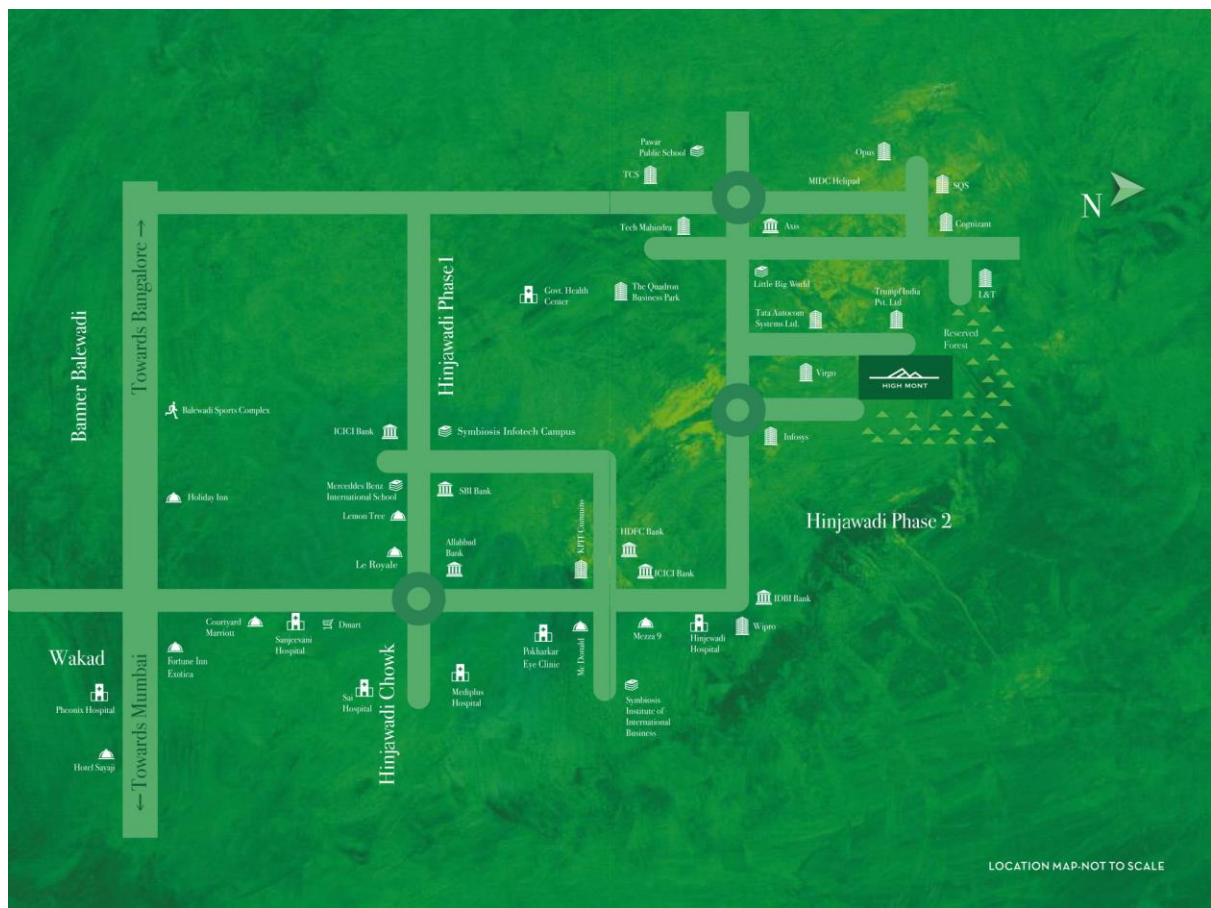 Pawar
Public School
TCS
Opus
MIDC Helipad
SQS
N
Tech Mahindra
Axis
Cognizant
Towards Bangalore →
Hinjawadi Phase 1
Govt. Health
Center
The Quadron
Business Park
Little Big World
Trumpf India
Pvt. Ltd
L&T
Tata Autocom
Systems Ltd.
Reserved
Forest
Banner Balewadi
Virgo
HIGH MONT
Balewadi Sports Complex
ICICI Bank
Symbiosis Infotech Campus
Infosys
Merceddes Benz
International School
SBI Bank
Holiday Inn
Lemon Tree
Hinjawadi Phase 2
KPIT Cummins
HDFC Bank
Allahbad
Bank
Le Royale
ICICI Bank
IDBI Bank
Courtyard
Marriott
Sanjeevani
Hospital
Dmart
Pokharkar
Eye Clinic
Mc Donald
Mezza 9
Hinjewadi
Hospital
Wipro
Wakad
Fortune Inn
Exotica
← Towards Mumbai
Hinjawadi Chowk
Pheonix Hospital
Sai
Hospital
Mediplus
Hospital
Symbiosis
Institute of
International
Business
Hotel Sayaji
LOCATION MAP-NOT TO SCALE